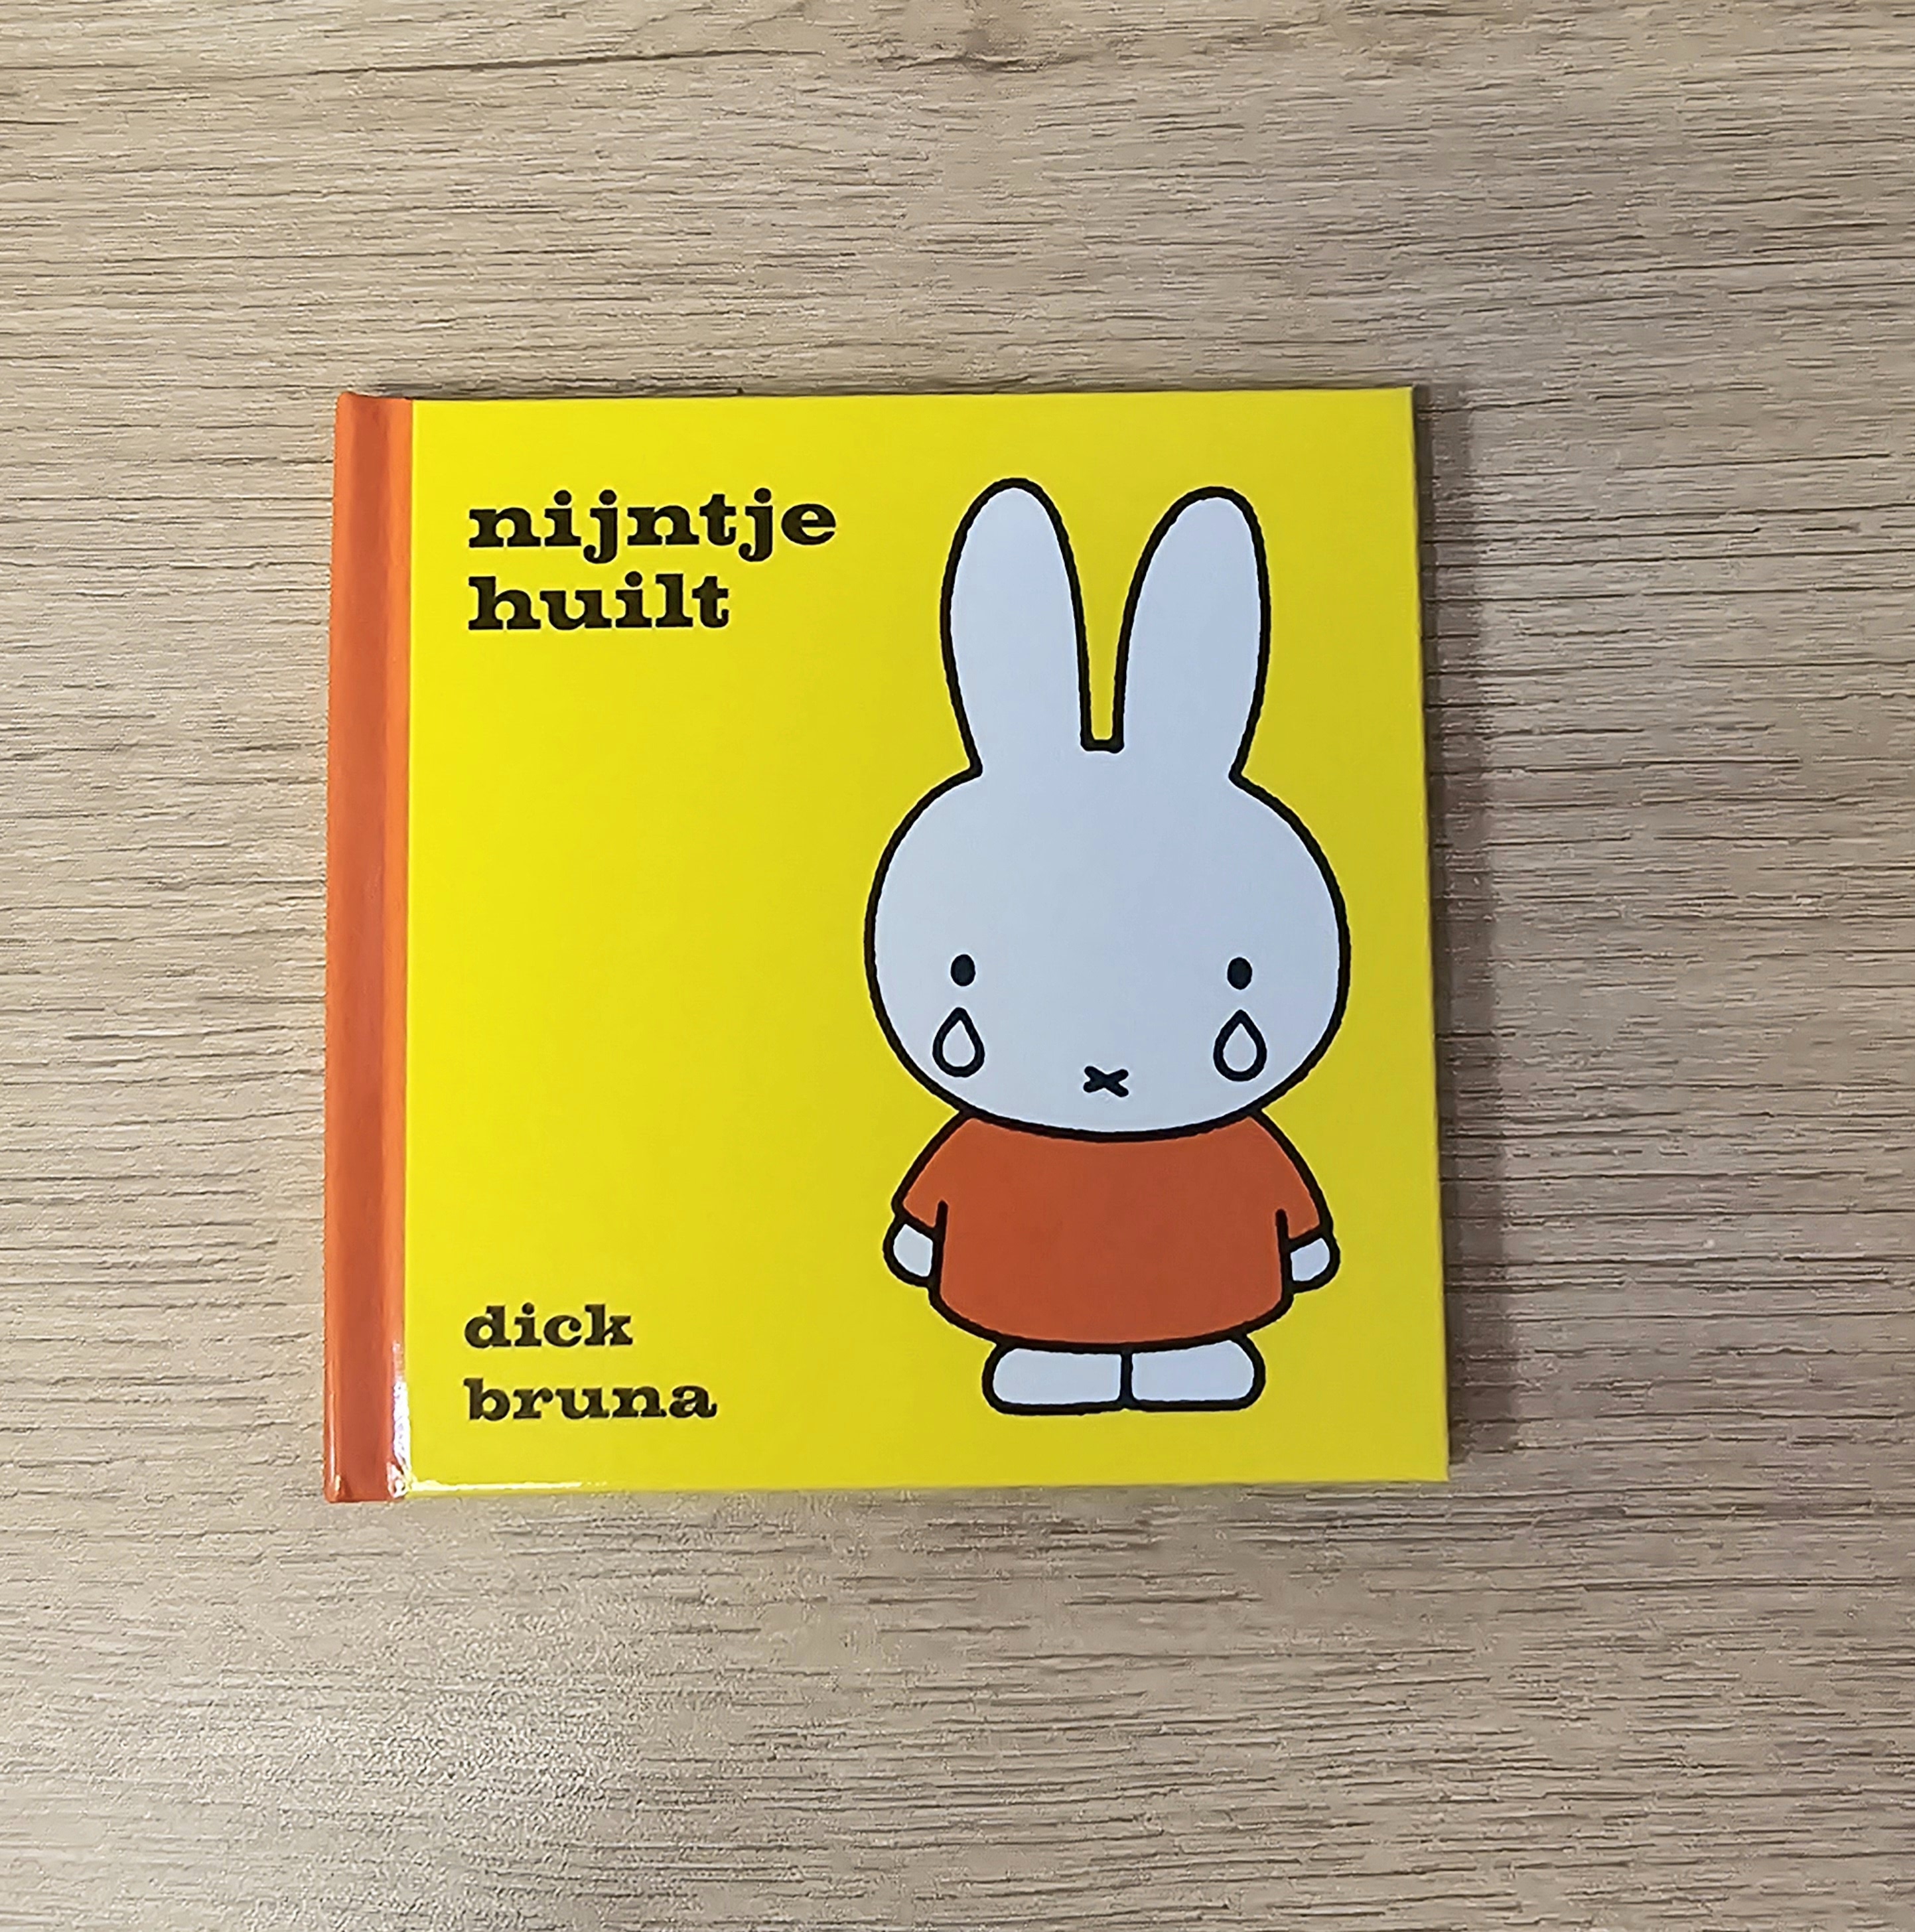 nijntje
huilt
dick
bruna